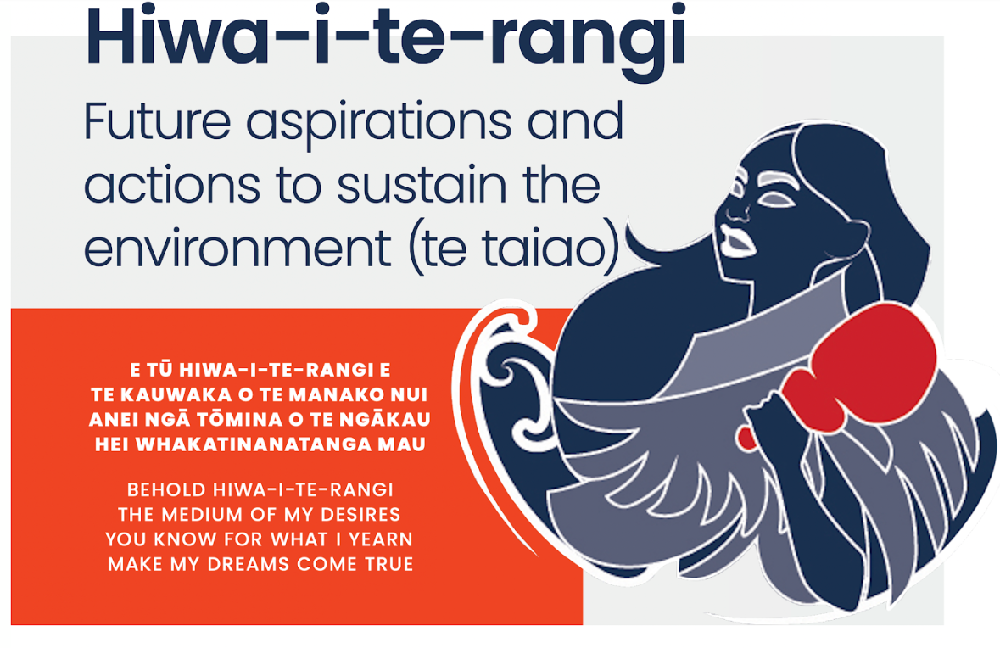 Hiwa-i-te-rangi
Future aspirations and
actions to sustain the
environment (te taiao)
E TŪ HIWA-I-TE-RANGI E
TE KAUWAKA O TE MANAKO NUI
ANEI NGĀ TŌMINA O TE NGĀKAU
HEI WHAKATINANATANGA MAU
BEHOLD HIWA-I-TE-RANGI
THE MEDIUM OF MY DESIRES
YOU KNOW FOR WHAT I YEARN
MAKE MY DREAMS COME TRUE